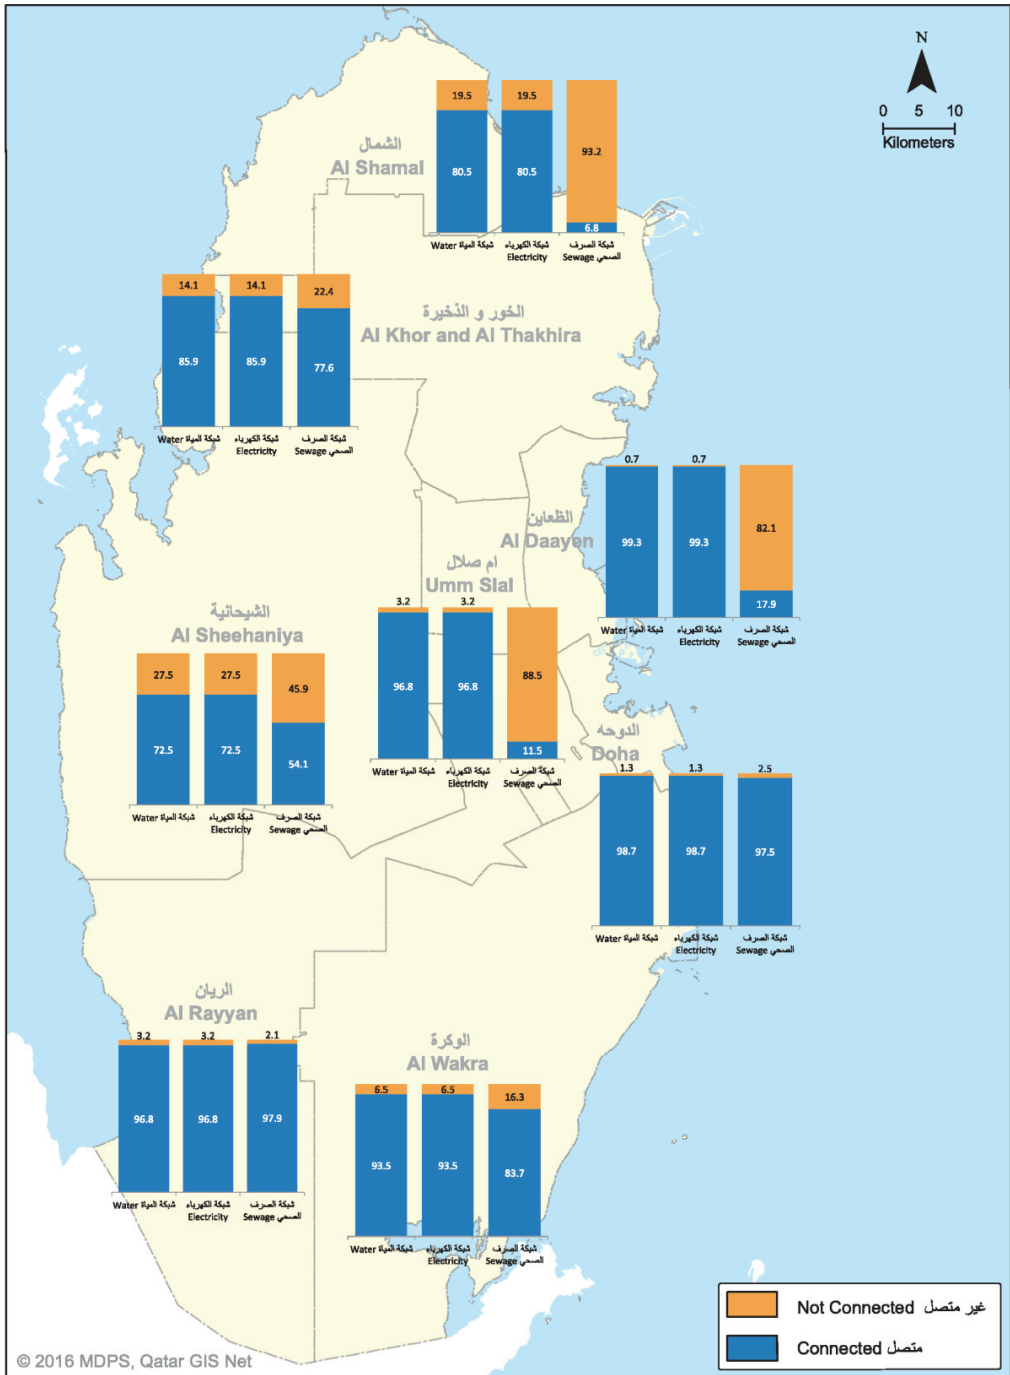 N
0 5 10
Kilometers
الشمال
Al Shamal
19.5 19.5 93.2
80.5 80.5 6.8
Water شبكة المياة
شبكة الكهرباء
Electricity
شبكة الصرف
الصحي Sewage
الخور و الذخيرة
Al Khor and Al Thakhira
14.1 14.1 22.4
85.9 85.9 77.6
Water شبكة المياة
شبكة الكهرباء
Electricity
شبكة الصرف
الصحي Sewage
الظعاين
Al Daayen
0.7 0.7 82.1
99.3 99.3 17.9
Water شبكة المياة
شبكة الكهرباء
Electricity
شبكة الصرف
الصحي Sewage
ام صلال
Umm Slal
3.2 3.2 88.5
96.8 96.8 11.5
Water شبكة المياة
شبكة الكهرباء
Electricity
شبكة الصرف
الصحي Sewage
الشيحانية
Al Sheehaniya
27.5 27.5 45.9
72.5 72.5 54.1
Water شبكة المياة
شبكة الكهرباء
Electricity
شبكة الصرف
الصحي Sewage
الدوحه
Doha
1.3 1.3 2.5
98.7 98.7 97.5
Water شبكة المياة
شبكة الكهرباء
Electricity
شبكة الصرف
الصحي Sewage
الريان
Al Rayyan
3.2 3.2 2.1
96.8 96.8 97.9
Water شبكة المياة
شبكة الكهرباء
Electricity
شبكة الصرف
الصحي Sewage
الوكرة
Al Wakra
6.5 6.5 16.3
93.5 93.5 83.7
Water شبكة المياة
شبكة الكهرباء
Electricity
شبكة الصرف
الصحي Sewage
Not Connected غير متصل
Connected متصل
© 2016 MDPS, Qatar GIS Net